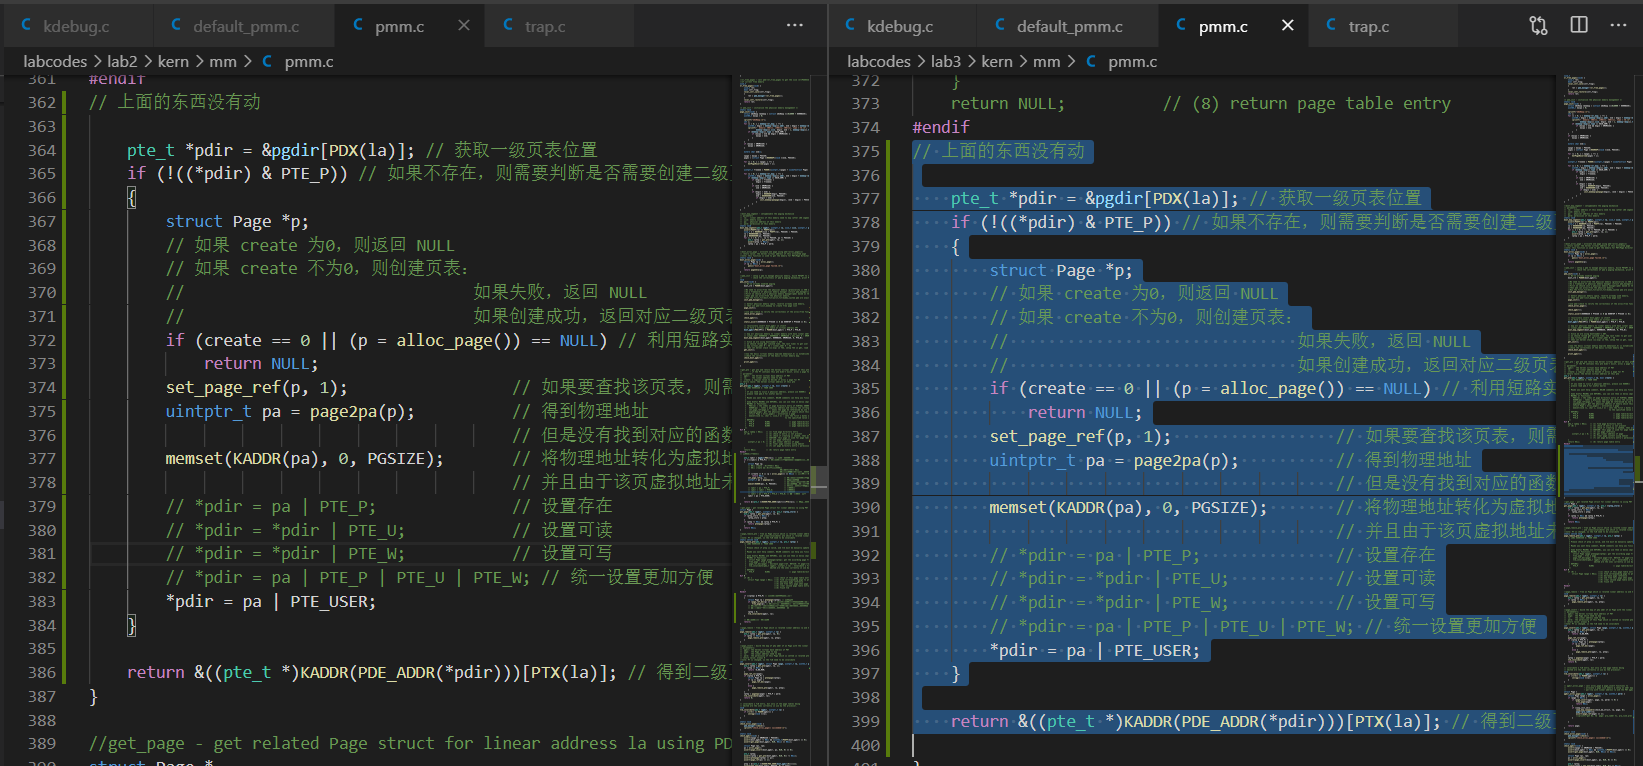 kdebug.c
default_pmm.c
pmm.c
trap.c
labcodes > lab2 > kern > mm > C pmm.c
361 #endif
362 // 上面的东西没有动
363
364 pte_t *pdir = &pgdir[PDX(la)]; // 获取一级页表位置
365 if (!((*pdir) & PTE_P)) // 如果不存在，则需要判断是否需要创建二级
366 {
367 struct Page *p;
368 // 如果 create 为0，则返回 NULL
369 // 如果 create 不为0，则创建页表：
370 // 如果失败，返回 NULL
371 // 如果创建成功，返回对应二级页表
372 if (create == 0 || (p = alloc_page()) == NULL) // 利用短路实
373 return NULL;
374 set_page_ref(p, 1); // 如果要查找该页表，则需
375 uintptr_t pa = page2pa(p); // 得到物理地址
376 // 但是没有找到对应的函数
377 memset(KADDR(pa), 0, PGSIZE); // 将物理地址转化为虚拟地
378 // 并且由于该页虚拟地址未
379 // *pdir = pa | PTE_P; // 设置存在
380 // *pdir = *pdir | PTE_U; // 设置可读
381 // *pdir = *pdir | PTE_W; // 设置可写
382 // *pdir = pa | PTE_P | PTE_U | PTE_W; // 统一设置更加方便
383 *pdir = pa | PTE_USER;
384 }
385
386 return &((pte_t *)KADDR(PDE_ADDR(*pdir)))[PTX(la)]; // 得到二级
387 }
388
389 //get_page - get related Page struct for linear address la using PD
390 struct Page *
kdebug.c
default_pmm.c
pmm.c
trap.c
labcodes > lab3 > kern > mm > C pmm.c
372 }
373 return NULL; // (8) return page table entry
374 #endif
375 // 上面的东西没有动
376
377 pte_t *pdir = &pgdir[PDX(la)]; // 获取一级页表位置
378 if (!((*pdir) & PTE_P)) // 如果不存在，则需要判断是否需要创建二级
379 {
380 struct Page *p;
381 // 如果 create 为0，则返回 NULL
382 // 如果 create 不为0，则创建页表：
383 // 如果失败，返回 NULL
384 // 如果创建成功，返回对应二级页表
385 if (create == 0 || (p = alloc_page()) == NULL) // 利用短路实
386 return NULL;
387 set_page_ref(p, 1); // 如果要查找该页表，则需
388 uintptr_t pa = page2pa(p); // 得到物理地址
389 // 但是没有找到对应的函数
390 memset(KADDR(pa), 0, PGSIZE); // 将物理地址转化为虚拟地
391 // 并且由于该页虚拟地址未
392 // *pdir = pa | PTE_P; // 设置存在
393 // *pdir = *pdir | PTE_U; // 设置可读
394 // *pdir = *pdir | PTE_W; // 设置可写
395 // *pdir = pa | PTE_P | PTE_U | PTE_W; // 统一设置更加方便
396 *pdir = pa | PTE_USER;
397 }
398
399 return &((pte_t *)KADDR(PDE_ADDR(*pdir)))[PTX(la)]; // 得到二级
400